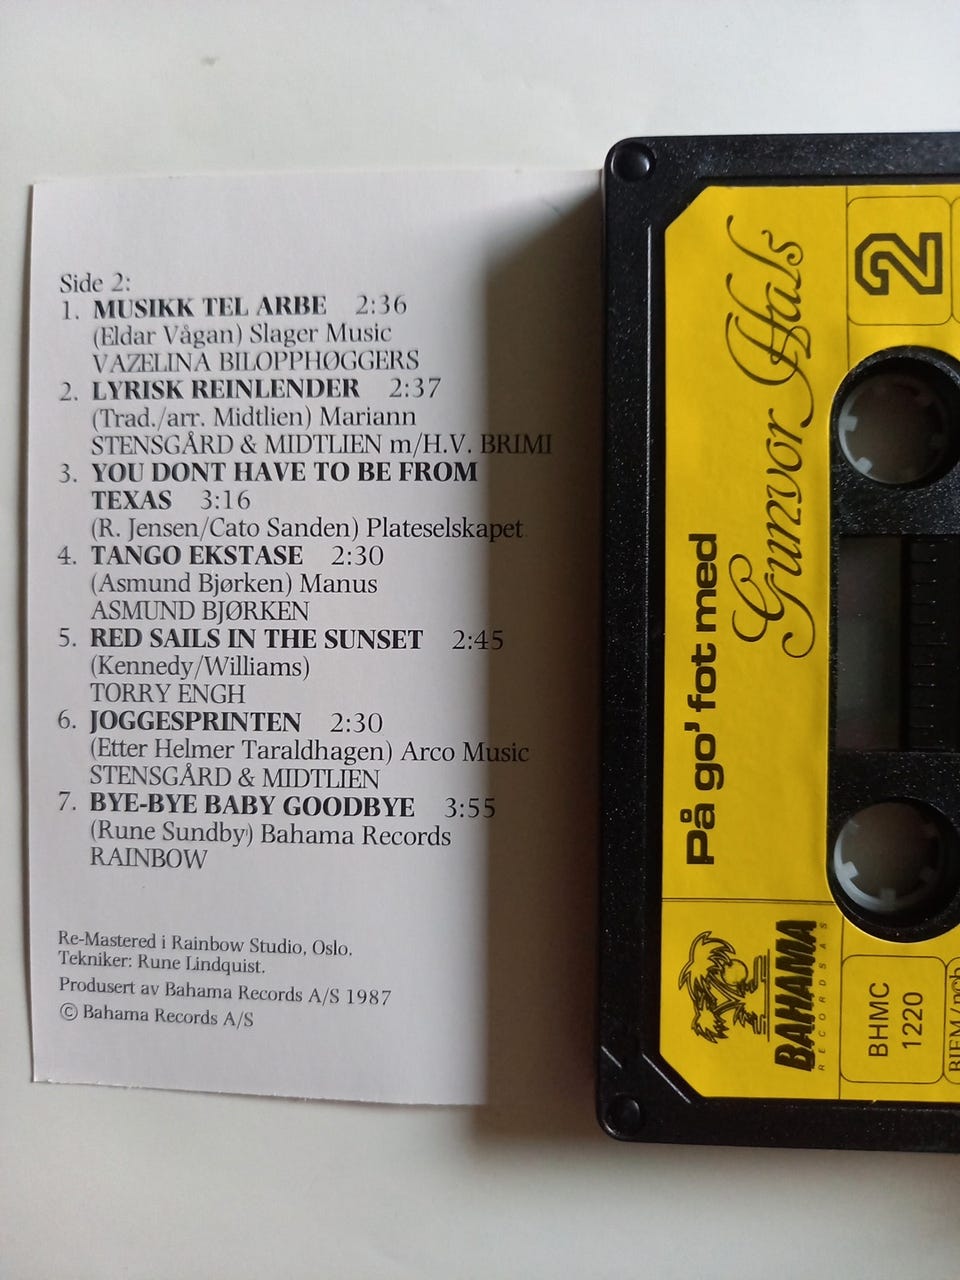 Side 2:
1. MUSIKK TEL ARBE 2:36
(Eldar Vågan) Slager Music
VAZELINA BILOPPHØGGERS
2. LYRISK REINLENDER 2:37
(Trad./arr. Midtlien) Mariann
STENSGÅRD & MIDTLIEN m/H.V. BRIMI
3. YOU DONT HAVE TO BE FROM
TEXAS 3:16
(R. Jensen/Cato Sanden) Plateselskapet
4. TANGO EKSTASE 2:30
(Asmund Bjørken) Manus
ASMUND BJØRKEN
5. RED SAILS IN THE SUNSET 2:45
(Kennedy/Williams)
TORRY ENGH
6. JOGGESPRINTEN 2:30
(Etter Helmer Taraldhagen) Arco Music
STENSGÅRD & MIDTLIEN
7. BYE-BYE BABY GOODBYE 3:55
(Rune Sundby) Bahama Records
RAINBOW
Re-Mastered i Rainbow Studio, Oslo.
Tekniker: Rune Lindquist.
Produsert av Bahama Records A/S 1987
© Bahama Records A/S
På go' fot med
Gunvor Hals
2
BAHAMA
RECORDS AS
BHMC
1220
BIEM/ncb